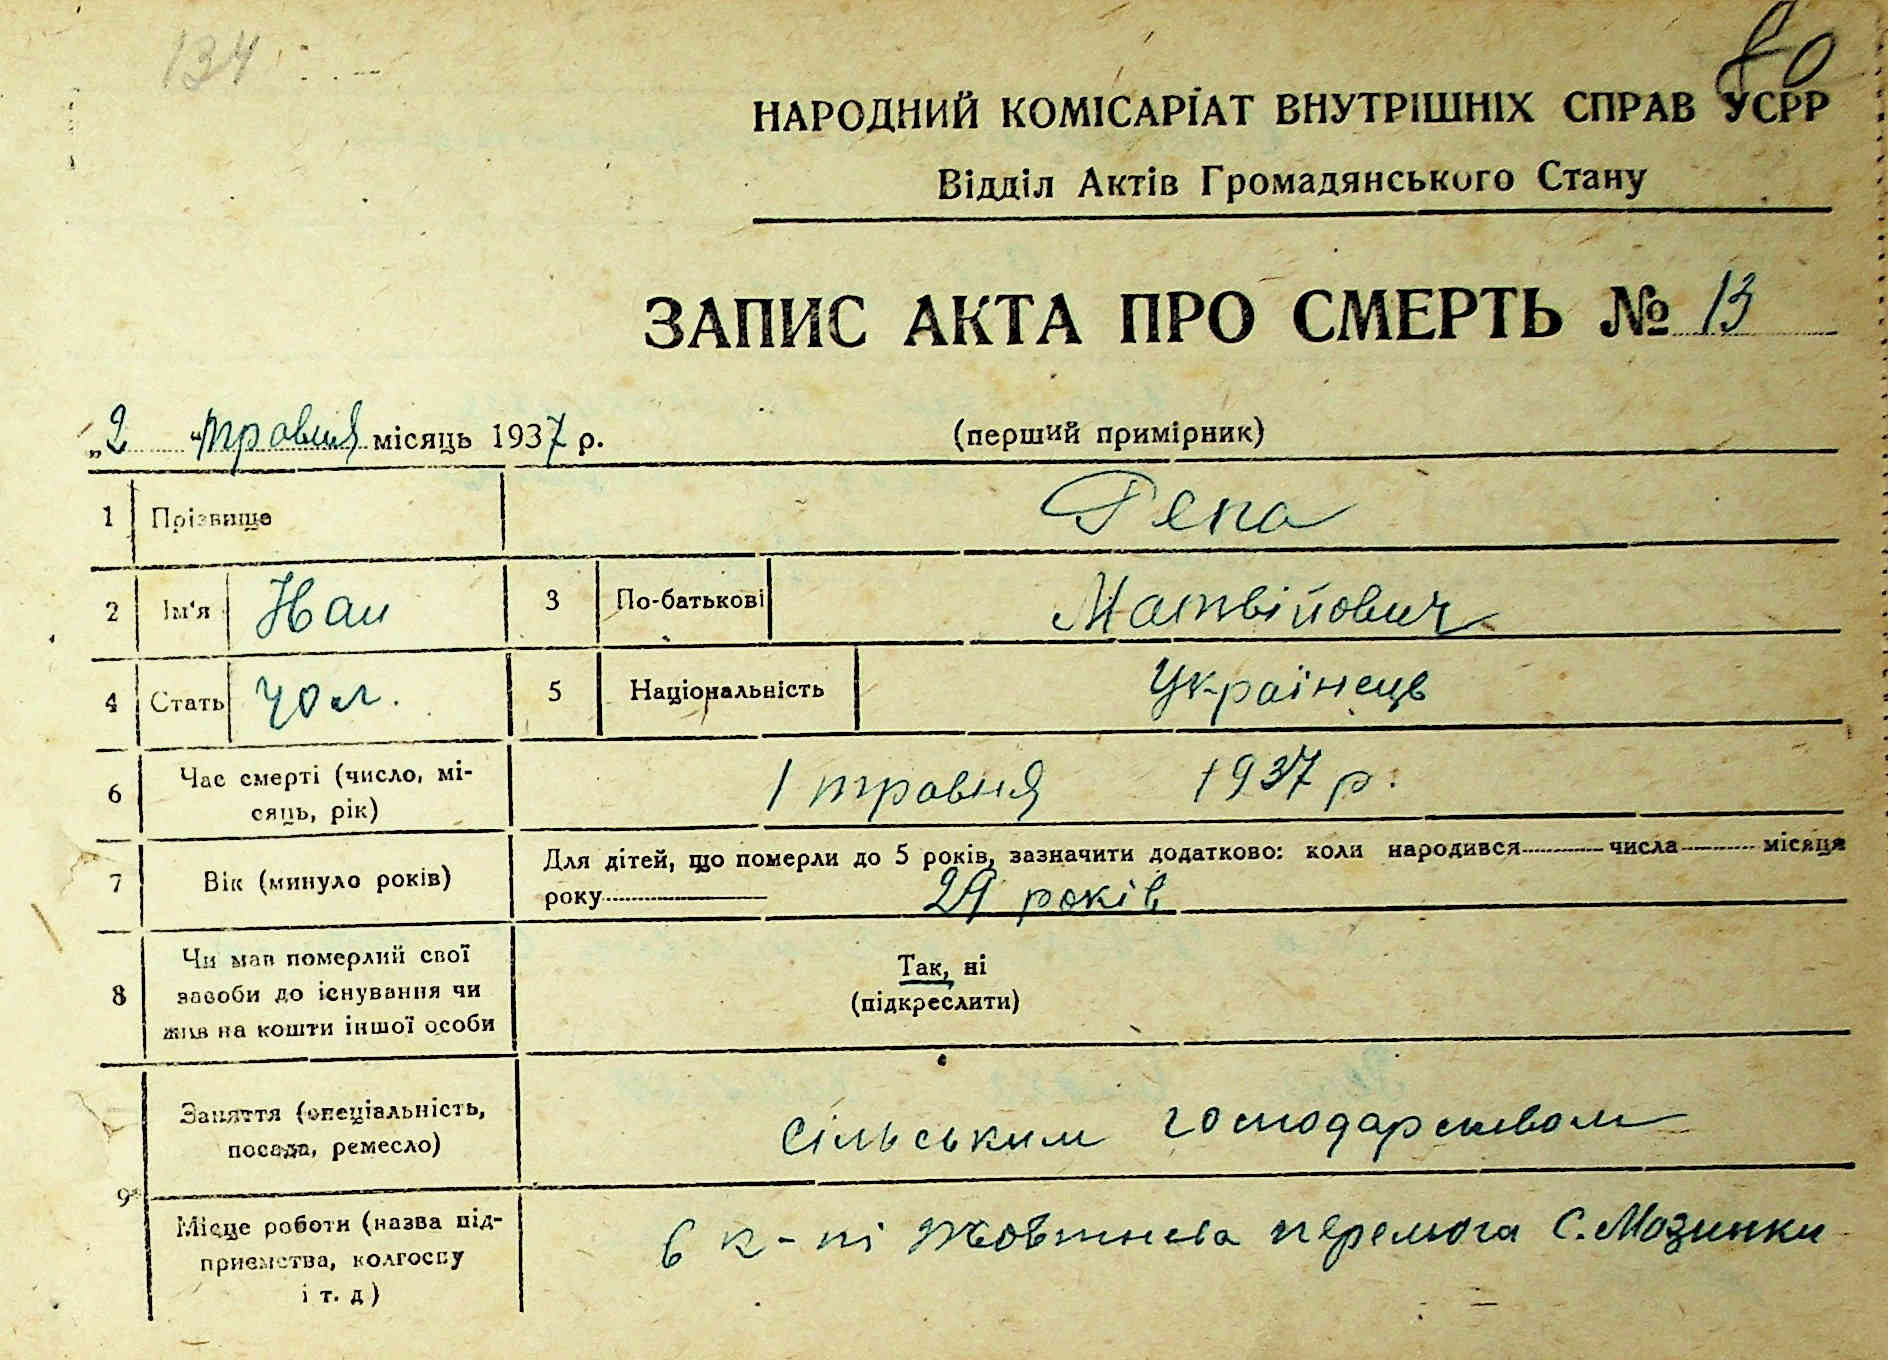 134
80
НАРОДНИЙ КОМІСАРІАТ ВНУТРІШНІХ СПРАВ УСРР
Відділ Актів Громадянського Стану
ЗАПИС АКТА ПРО СМЕРТЬ № 13
„2 “ травня місяць 1937 р. (перший примірник)
1 Прізвище Репа
2 Ім'я 3 По-батькові Матвійович
4 Стать чол. 5 Національність Українець
6 Час смерті (число, мі-
сяць, рік) 1 травня 1937 р.
7 Вік (минуло років) Для дітей, що померли до 5 років, зазначити додатково: коли народився числа місяця
року 29 років
8 Чи мав померлий свої
засоби до існування чи
жив на кошти іншої особи
Так, ні
(підкреслити)
9 Заняття (спеціальність,
посада, ремесло) сільським господарством
Місце роботи (назва під-
приємства, колгоспу
і т. д)
в к-пі Жовтнева перемога С. Мазинки